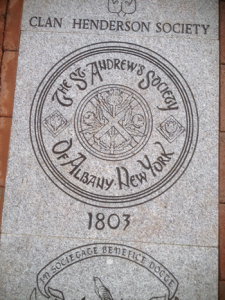 CLAN HENDERSON SOCIETY
THE ST. ANDREW'S SOCIETY
OF ALBANY NEW YORK
1803